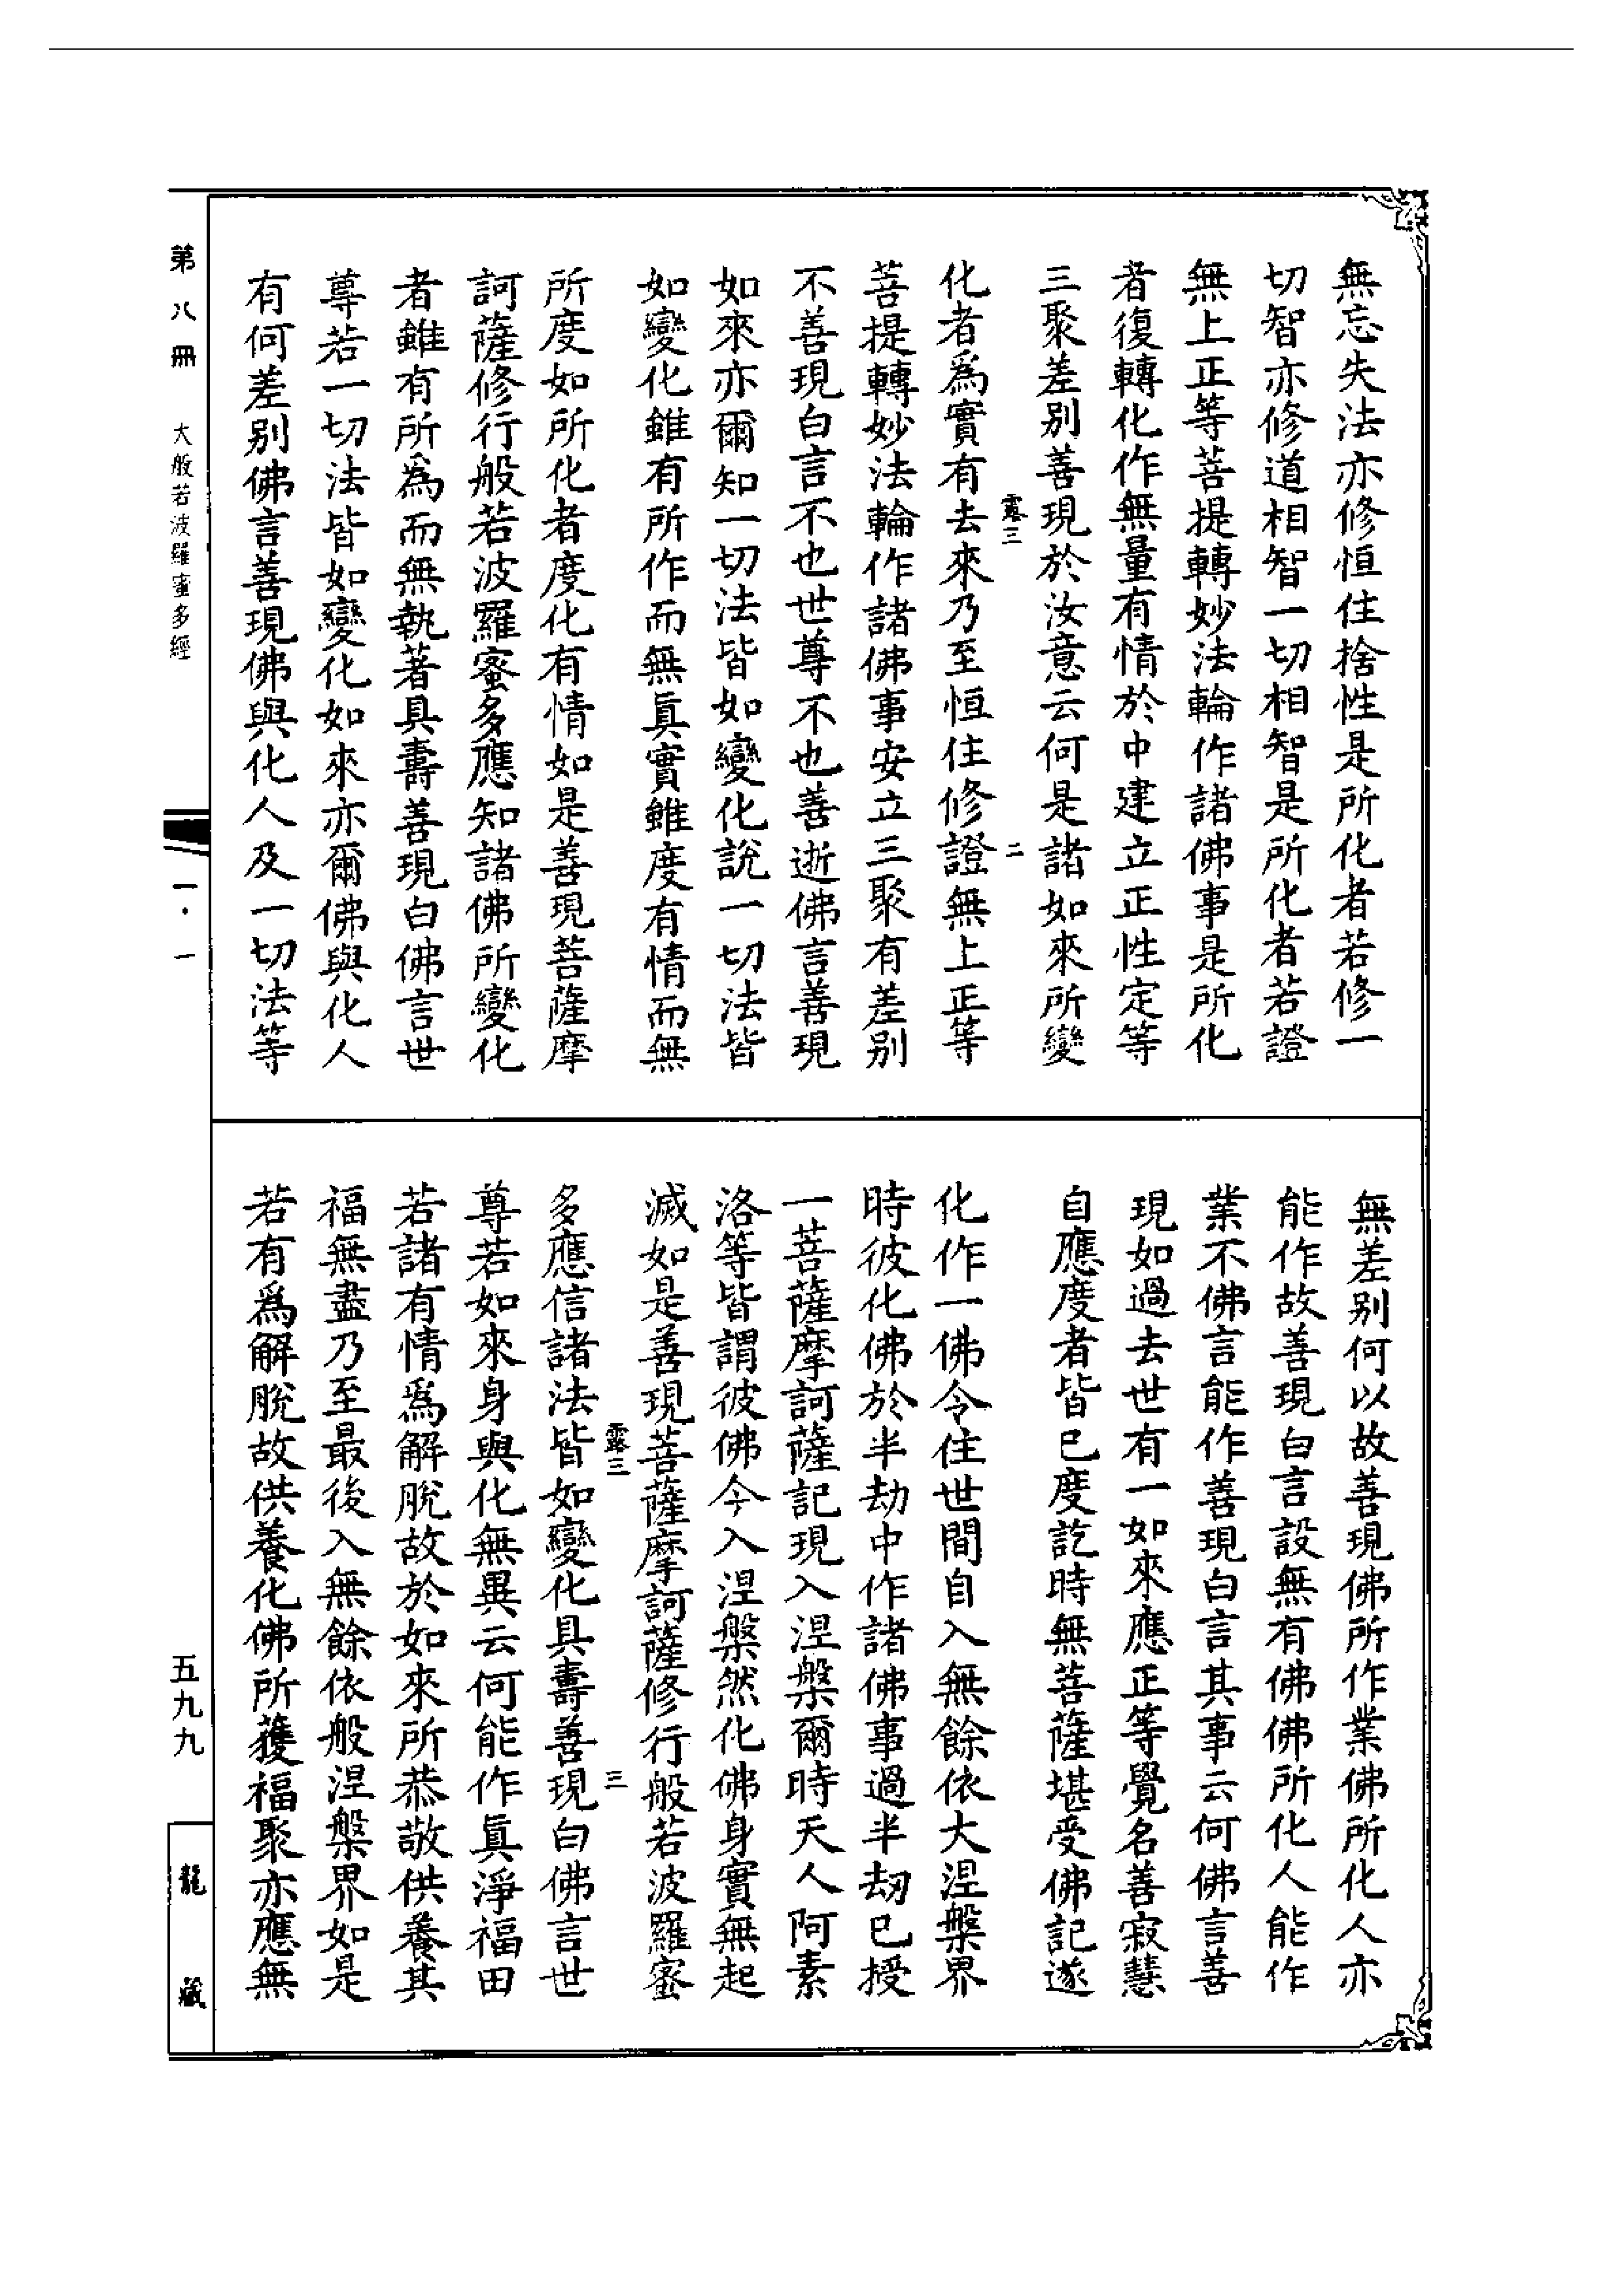 無忘失法亦修恒住捨性是所化者若修一
切智亦修道相智一切相智是所化者若證
無上正等菩提轉妙法輪作諸佛事是所化
者復轉化作無量有情於中建立正性定等
三聚差別善現於汝意云何是諸如來所變
露三 二
化者爲實有去來乃至恒住修證無上正等
菩提轉妙法輪作諸佛事安立三聚有差别
不善現白言不也世尊不也善逝佛言善現
如來亦爾知一切法皆如變化說一切法皆
如變化雖有所作而無眞實雖度有情而無
所度如所化者度化有情如是善現菩薩摩
訶薩修行般若波羅蜜多應知諸佛所變化
者雖有所爲而無執著具壽善現白佛言世
尊若一切法皆如變化如來亦爾佛與化人
有何差别佛言善現佛與化人及一切法等
無差别何以故善現佛所作業佛所化人亦
能作故善現白言設無有佛佛所化人能作
業不佛言能作善現白言其事云何佛言善
現如過去世有一如來應正等覺名善寂慧
自應度者皆已度訖時無菩薩堪受佛記遂
化作一佛令住世間自入無餘依大涅槃界
時彼化佛於半劫中作諸佛事過半劫已授
一菩薩摩訶薩記現入涅槃爾時天人阿素
洛等皆謂彼佛今入涅槃然化佛身實無起
滅如是善現菩薩摩訶薩修行般若波羅蜜
露三 三
多應信諸法皆如變化具壽善現白佛言世
尊若如來身與化無異云何能作眞淨福田
若諸有情爲解脫故於如來所恭敬供養其
福無盡乃至最後入無餘依般涅槃界如是
若有爲解脫故供養化佛所獲福聚亦應無
第八冊 大般若波羅蜜多經 一·一
五九九
龍藏